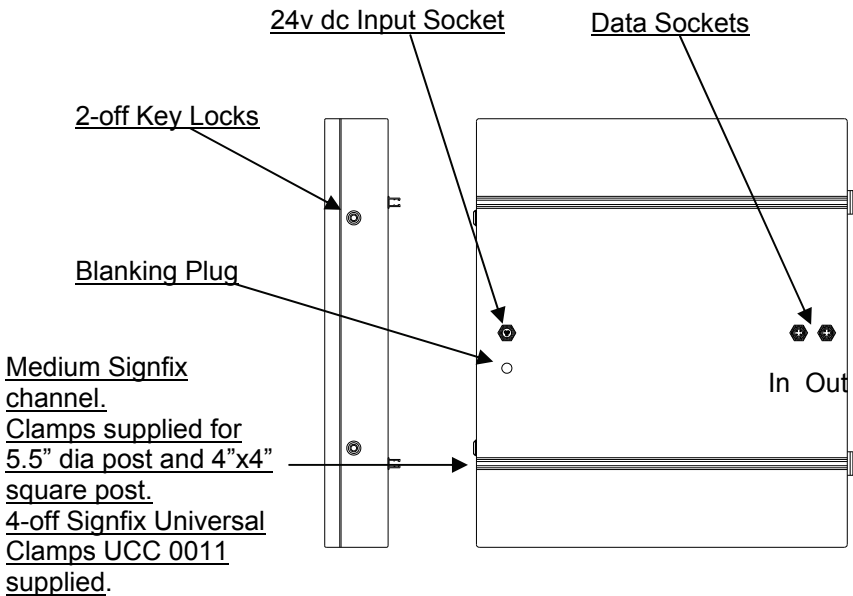 24v dc Input Socket
Data Sockets
2-off Key Locks
Blanking Plug
In Out
Medium Signfix
channel.
Clamps supplied for
5.5” dia post and 4”x4”
square post.
4-off Signfix Universal
Clamps UCC 0011
supplied.